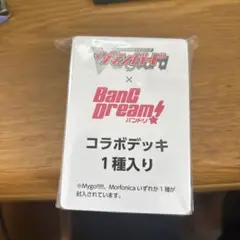 ヴァンガード
Vanguard
×
BanG
Dream!
バンドリ
コラボデッキ
1種入り
※Mygo!!!!!、Morfonica いずれか1種が
封入されています。